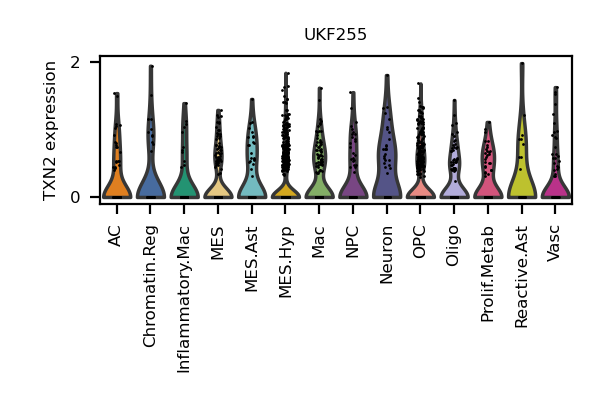 UKF255
TXN2 expression
2
0
AC
Chromatin.Reg
Inflammatory.Mac
MES
MES.Ast
MES.Hyp
Mac
NPC
Neuron
OPC
Oligo
Prolif.Metab
Reactive.Ast
Vasc